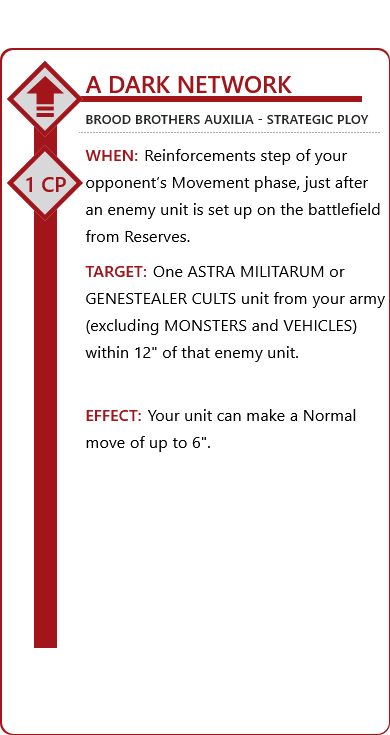 A DARK NETWORK
BROOD BROTHERS AUXILIA - STRATEGIC PLOY
WHEN: Reinforcements step of your
1 CP
opponent's Movement phase, just after
an enemy unit is set up on the battlefield
from Reserves.
TARGET: One ASTRA MILITARUM or
GENESTEALER CULTS unit from your army
(excluding MONSTERS and VEHICLES)
within 12" of that enemy unit.
EFFECT: Your unit can make a Normal
move of up to 6".